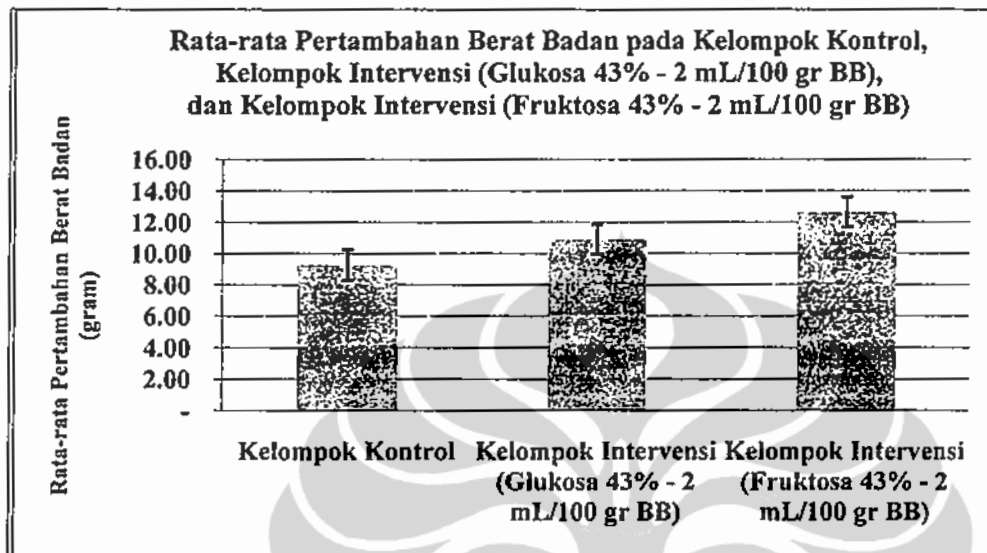 Rata-rata Pertambahan Berat Badan pada Kelompok Kontrol,
Kelompok Intervensi (Glukosa 43% - 2 mL/100 gr BB),
dan Kelompok Intervensi (Fruktosa 43% - 2 mL/100 gr BB)
Rata-rata Pertambahan Berat Badan
(gram)
16.00
14.00
12.00
10.00
8.00
6.00
4.00
2.00
-
Kelompok Kontrol
Kelompok Intervensi
(Glukosa 43% - 2
mL/100 gr BB)
Kelompok Intervensi
(Fruktosa 43% - 2
mL/100 gr BB)